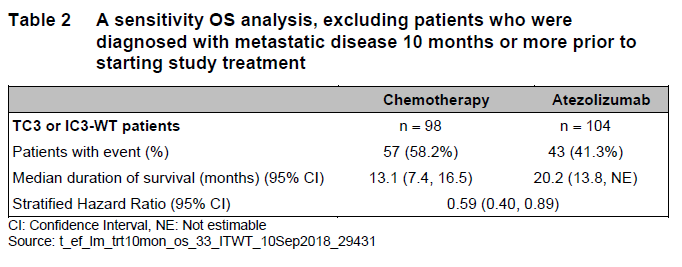 Table 2 A sensitivity OS analysis, excluding patients who were
diagnosed with metastatic disease 10 months or more prior to
starting study treatment
Chemotherapy Atezolizumab
TC3 or IC3-WT patients n = 98 n = 104
Patients with event (%) 57 (58.2%) 43 (41.3%)
Median duration of survival (months) (95% CI) 13.1 (7.4, 16.5) 20.2 (13.8, NE)
Stratified Hazard Ratio (95% CI) 0.59 (0.40, 0.89)
CI: Confidence Interval, NE: Not estimable
Source: t_ef_lm_trt10mon_os_33_ITWT_10Sep2018_29431